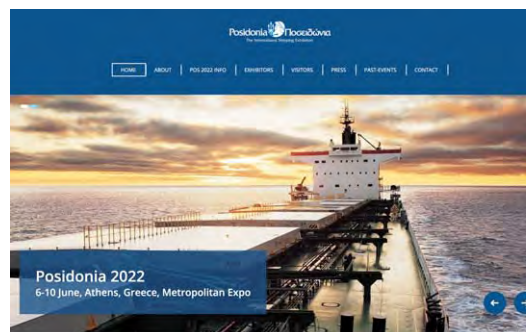 Posidonia Ποσειδώνια
The International Shipping Exhibition
HOME
ABOUT
POS 2022 INFO
EXHIBITORS
VISITORS
PRESS
PAST-EVENTS
CONTACT
Posidonia 2022
6-10 June, Athens, Greece, Metropolitan Expo